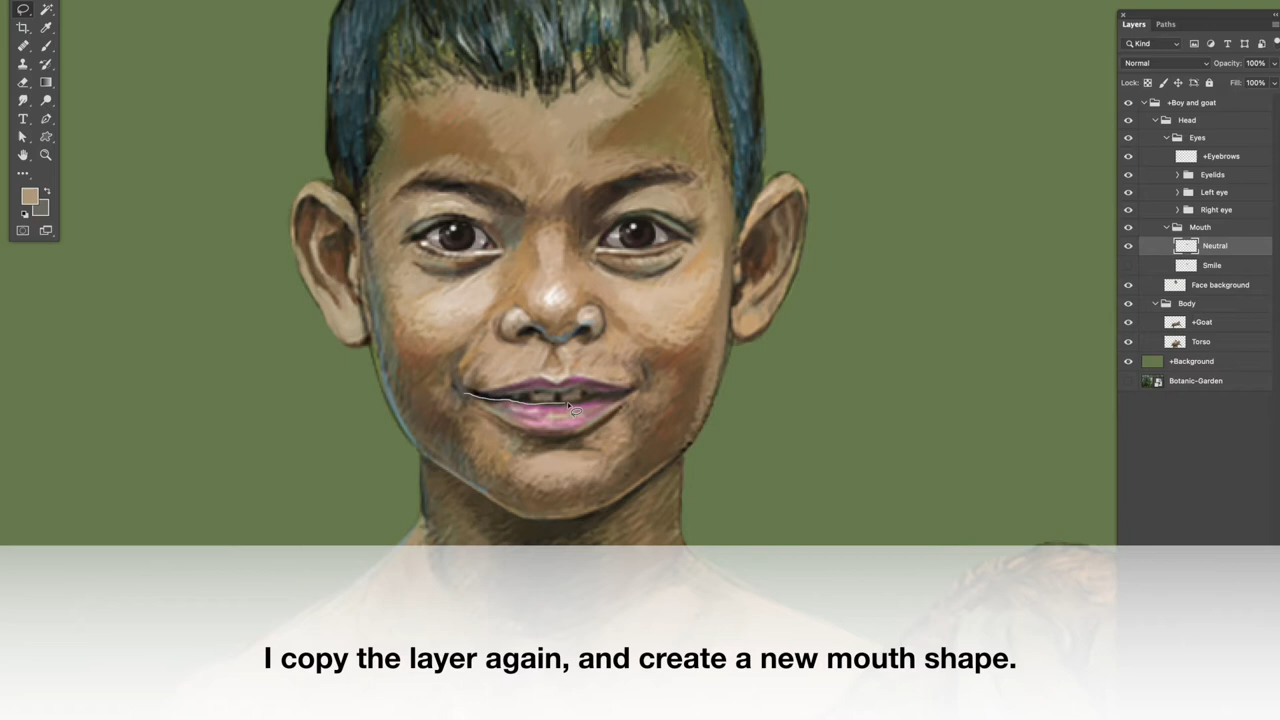 Layers Paths
Kind
Normal Opacity: 100%
Lock: Fill: 100%
+Boy and goat
Head
Eyes
+Eyebrows
Eyelids
Left eye
Right eye
Mouth
Neutral
Smile
Face background
Body
+Goat
Torso
+Background
Botanic-Garden
I copy the layer again, and create a new mouth shape.